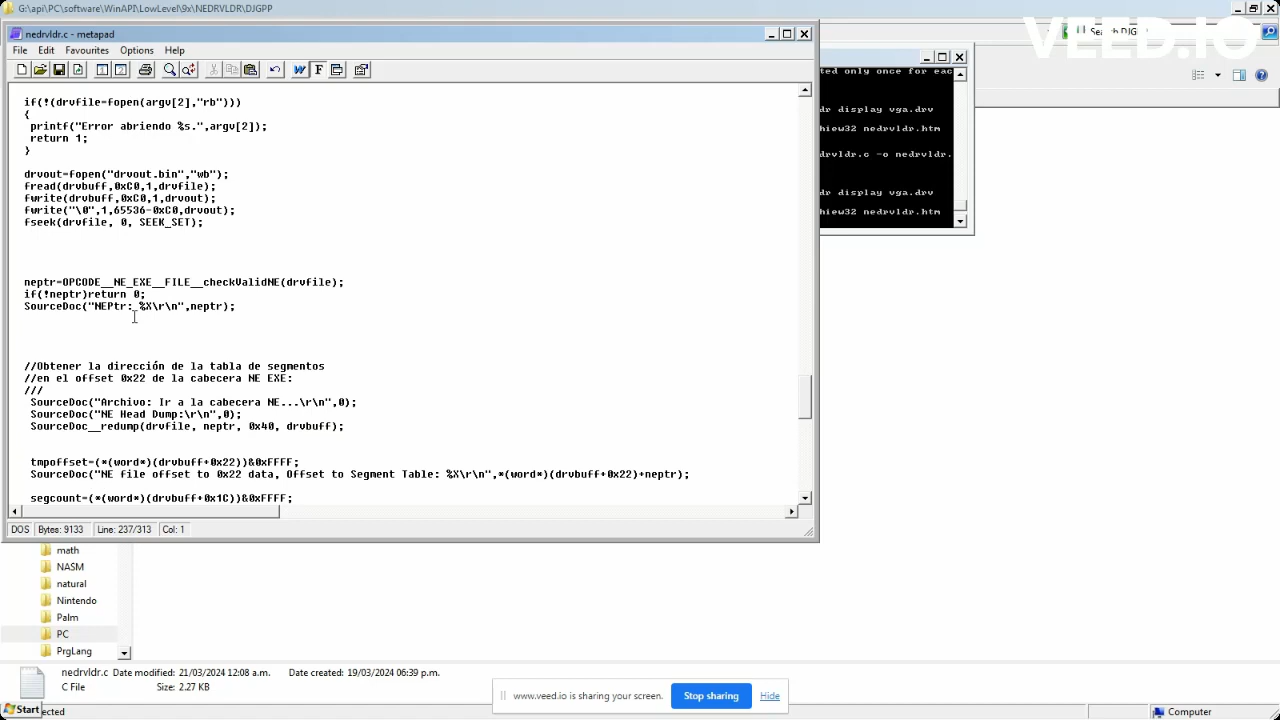 G:\api\PC\software\WinAPI\LowLevel\9x\NEDRVLDR\DJGPP
VEED.IO
nedrvldr.c - metapad
File Edit Favourites Options Help
if(!(drvfile=fopen(argv[2],"rb")))
{
printf("Error abriendo %s.",argv[2]);
return 1;
}
drvout=fopen("drvout.bin","wb");
fread(drvbuff,0xC0,1,drvfile);
fwrite(drvbuff,0xC0,1,drvout);
fwrite("\0",1,65536-0xC0,drvout);
fseek(drvfile, 0, SEEK_SET);
neptr=OPCODE__NE_EXE__FILE__checkValidNE(drvfile);
if(!neptr)return 0;
SourceDoc("NEPtr: %X\r\n",neptr);
//Obtener la dirección de la tabla de segmentos
//en el offset 0x22 de la cabecera NE EXE:
///
SourceDoc("Archivo: Ir a la cabecera NE...\r\n",0);
SourceDoc("NE Head Dump:\r\n",0);
SourceDoc__redump(drvfile, neptr, 0x40, drvbuff);
tmpoffset=(*(word*)(drvbuff+0x22))&0xFFFF;
SourceDoc("NE file offset to 0x22 data, Offset to Segment Table: %X\r\n",*(word*)(drvbuff+0x22)+neptr);
segcount=(*(word*)(drvbuff+0x1C))&0xFFFF;
DOS Bytes: 9133 Line: 237/313 Col: 1
ted only once for eac
dr display vga.drv
hiew32 nedrvldr.htm
drvldr.c -o nedrvldr.
dr display vga.drv
hiew32 nedrvldr.htm
Search DJG
math
NASM
natural
Nintendo
Palm
PC
PrgLang
nedrvldr.c Date modified: 21/03/2024 12:08 a.m. Date created: 19/03/2024 06:39 p.m.
C File Size: 2.27 KB
www.veed.io is sharing your screen. Stop sharing Hide
Start
ected
Computer